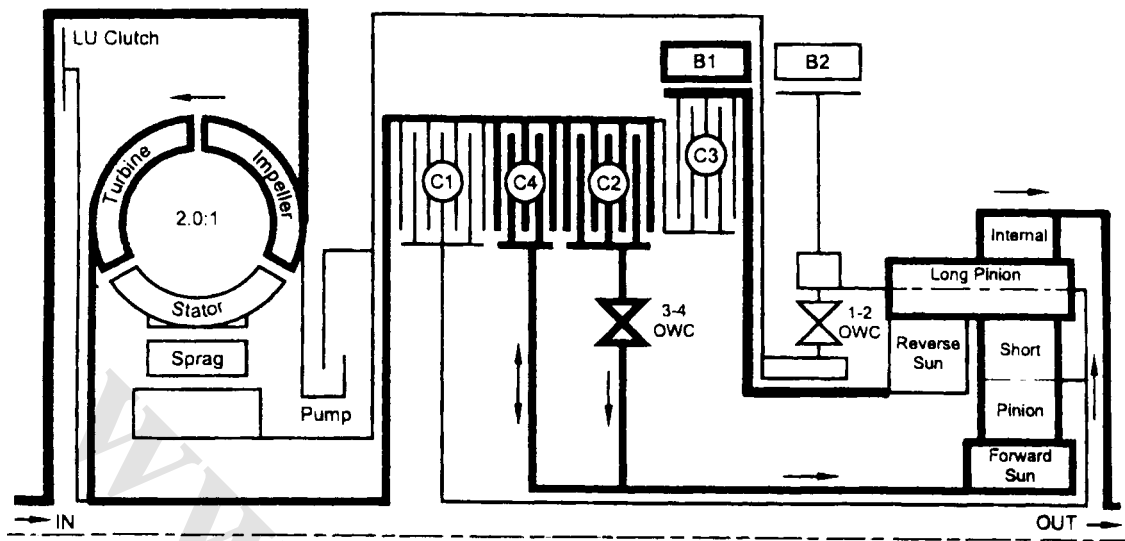 LU Clutch
B1
B2
Turbine
Impeller
2.0:1
C1
C4
C2
C3
Internal
Long Pinion
Stator
3-4
OWC
1-2
OWC
Reverse
Sun
Short
Sprag
Pump
Pinion
Forward
Sun
IN
OUT